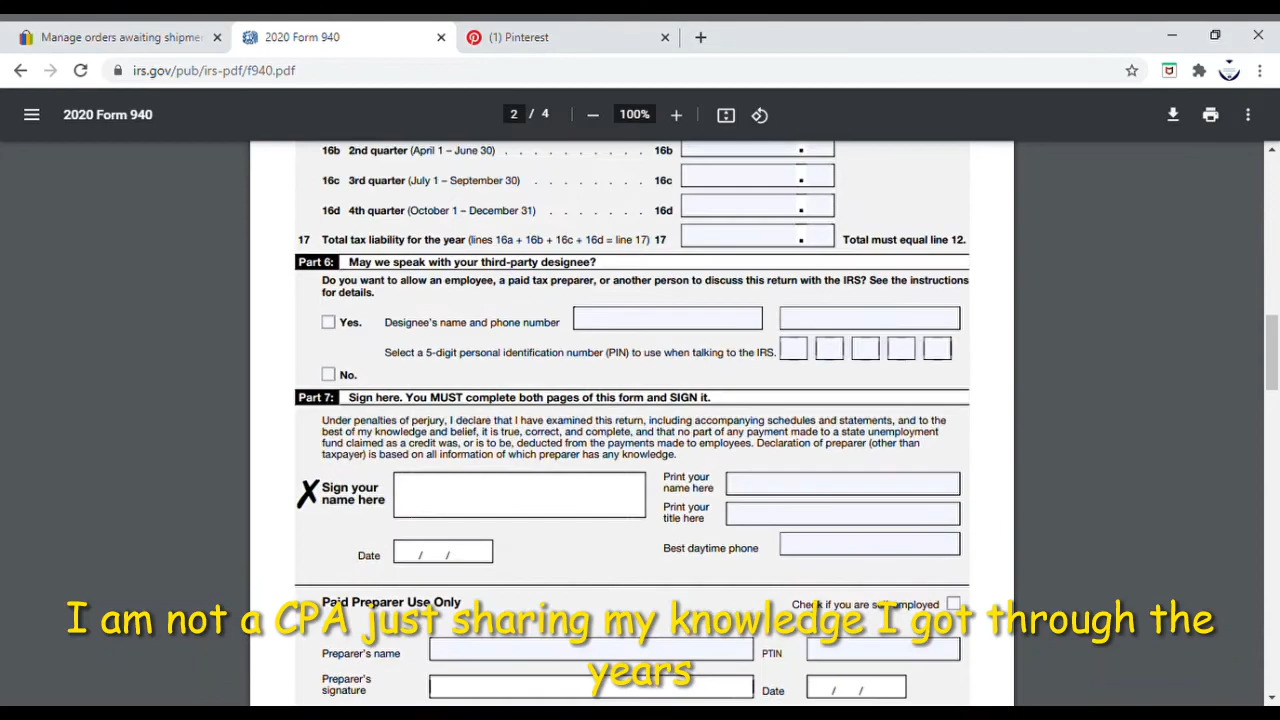 Manage orders awaiting shipme
2020 Form 940
(1) Pinterest
irs.gov/pub/irs-pdf/f940.pdf
2020 Form 940
2 / 4
100%
16b 2nd quarter (April 1 – June 30) . . . . . . . . . 16b .
16c 3rd quarter (July 1 – September 30) . . . . . . . 16c .
16d 4th quarter (October 1 – December 31) . . . . . . 16d .
17 Total tax liability for the year (lines 16a + 16b + 16c + 16d = line 17) 17 . Total must equal line 12.
Part 6: May we speak with your third-party designee?
Do you want to allow an employee, a paid tax preparer, or another person to discuss this return with the IRS? See the instructions
for details.
Yes. Designee's name and phone number
Select a 5-digit personal identification number (PIN) to use when talking to the IRS.
No.
Part 7: Sign here. You MUST complete both pages of this form and SIGN it.
Under penalties of perjury, I declare that I have examined this return, including accompanying schedules and statements, and to the
best of my knowledge and belief, it is true, correct, and complete, and that no part of any payment made to a state unemployment
fund claimed as a credit was, or is to be, deducted from the payments made to employees. Declaration of preparer (other than
taxpayer) is based on all information of which preparer has any knowledge.
X Sign your
name here
Print your
name here
Print your
title here
Date / /
Best daytime phone
Paid Preparer Use Only
Check if you are self-employed
I am not a CPA just sharing my knowledge I got through the
years
Preparer's name
PTIN
Preparer's
signature
Date / /